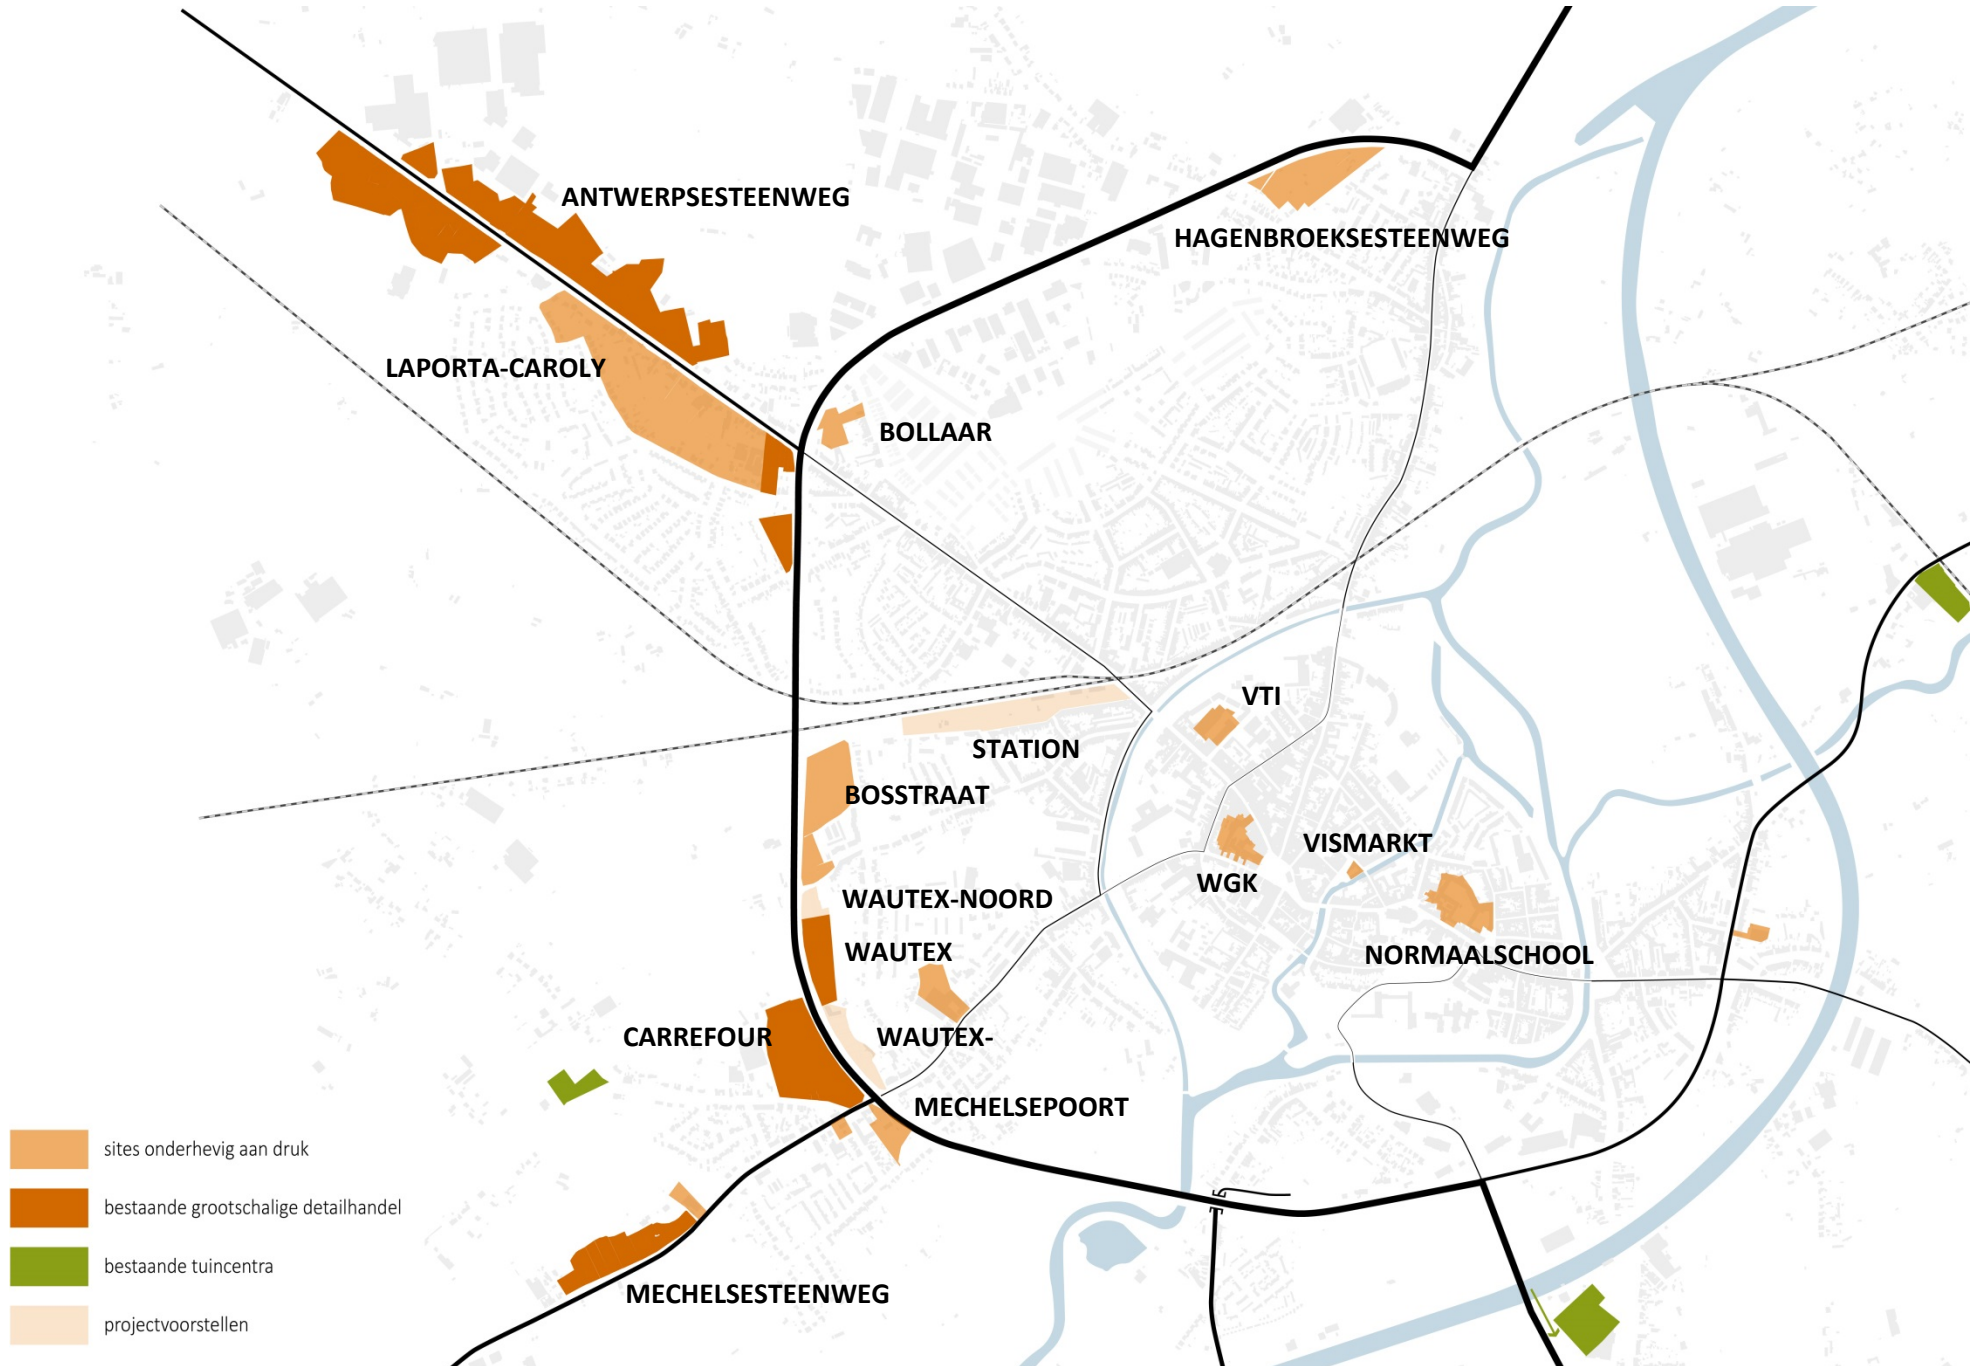 ANTWERPSESTEENWEG
HAGENBROEKSESTEENWEG
LAPORTA-CAROLY
BOLLAAR
VTI
STATION
BOSSTRAAT
VISMARKT
WGK
WAUTEX-NOORD
WAUTEX
NORMAALSCHOOL
CARREFOUR
WAUTEX-
MECHELSEPOORT
MECHELSESTEENWEG
sites onderhevig aan druk
bestaande grootschalige detailhandel
bestaande tuincentra
projectvoorstellen